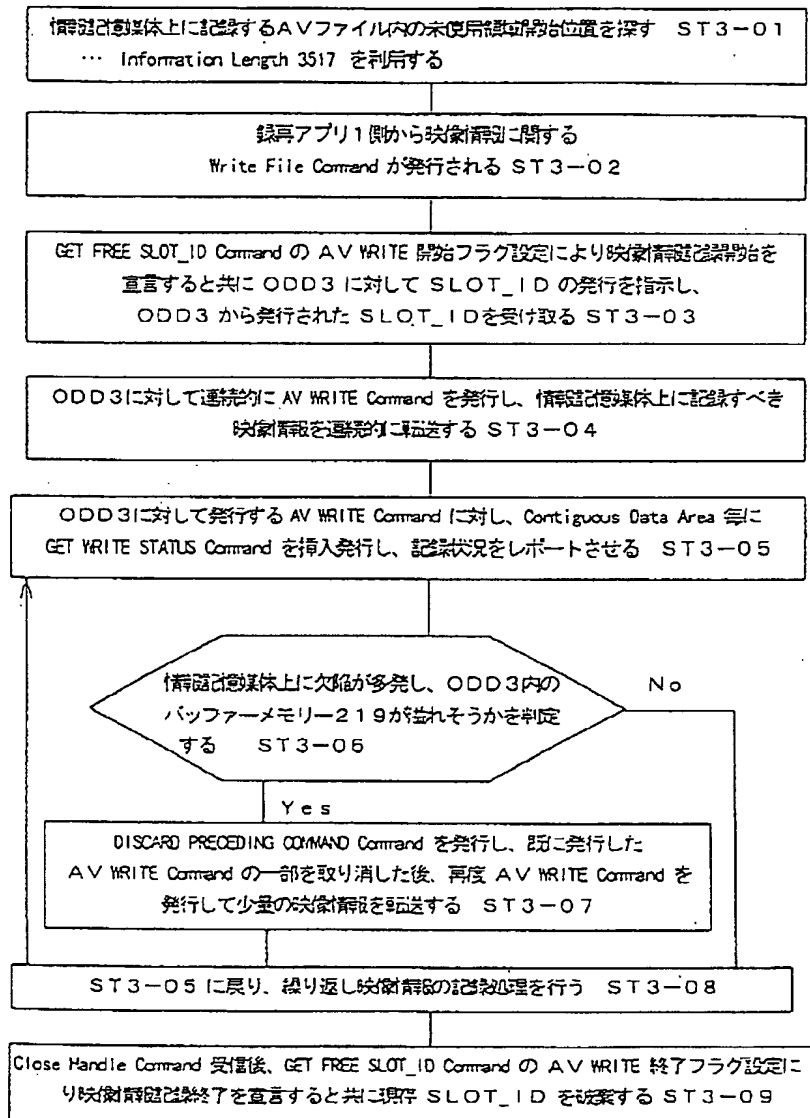 情報記憶媒体上に記録するAVファイル内の未使用領域開始位置を探す ST3−01
… Information Length 3517 を利用する
録再アプリ1側から映像情報に関する
Write File Command が発行される ST3−02
GET FREE SLOT_ID Command の AV WRITE 開始フラグ設定により映像情報記録開始を
宣言すると共に ODD3 に対して SLOT_ID の発行を指示し、
ODD3 から発行された SLOT_IDを受け取る ST3−03
ODD3に対して連続的に AV WRITE Command を発行し、情報記憶媒体上に記録すべき
映像情報を連続的に転送する ST3−04
ODD3に対して発行する AV WRITE Command に対し、Contiguous Data Area 毎に
GET WRITE STATUS Command を挿入発行し、記録状況をレポートさせる ST3−05
情報記憶媒体上に欠陥が多発し、ODD3内の
バッファーメモリー219が溢れそうかを判定
する ST3−06
No
Yes
DISCARD PRECEDING COMMAND Command を発行し、既に発行した
AV WRITE Command の一部を取り消した後、再度 AV WRITE Command を
発行して少量の映像情報を転送する ST3−07
ST3−05 に戻り、繰り返し映像情報の記録処理を行う ST3−08
Close Handle Command 受信後、GET FREE SLOT_ID Command の AV WRITE 終了フラグ設定に
り映像情報記録終了を宣言すると共に現存 SLOT_ID を破棄する ST3−09